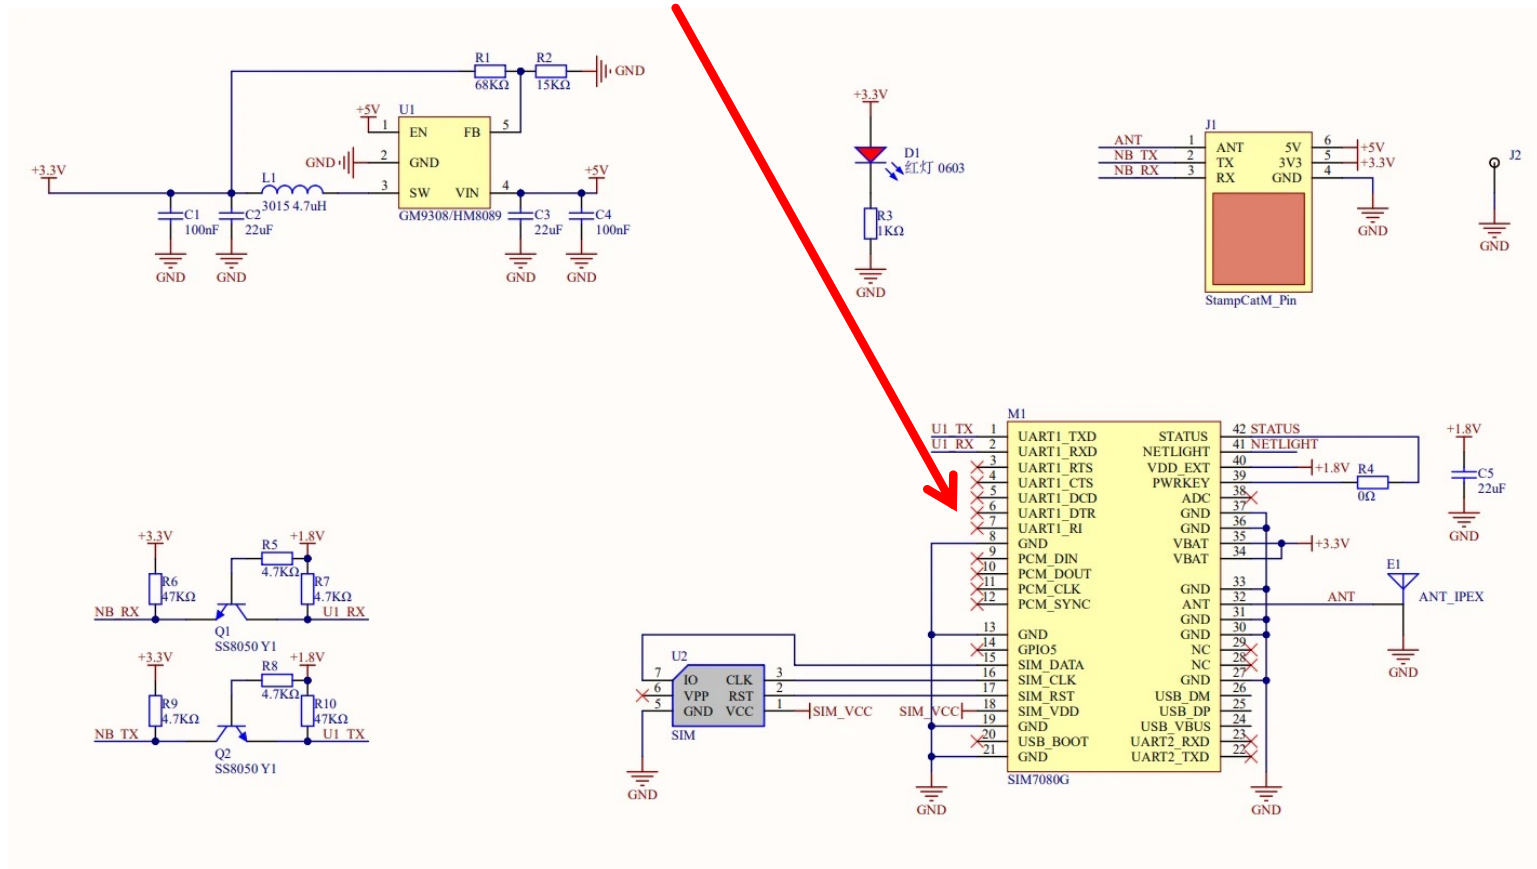 R1
68KΩ
R2
15KΩ
GND
+5V
U1
1
EN
FB
5
GND
2
GND
+3.3V
L1
3015 4.7uH
3
SW
VIN
4
+5V
GM9308/HM8089
C1
100nF
C2
22uF
C3
22uF
C4
100nF
GND
GND
GND
GND
+3.3V
D1
红灯 0603
R3
1KΩ
GND
J1
ANT
1
ANT
5V
6
+5V
NB_TX
2
TX
3V3
5
+3.3V
NB_RX
3
RX
GND
4
GND
StampCatM_Pin
J2
GND
+3.3V
R5
4.7KΩ
+1.8V
R6
47KΩ
R7
4.7KΩ
NB_RX
U1_RX
Q1
SS8050 Y1
+3.3V
R8
4.7KΩ
+1.8V
R9
4.7KΩ
R10
47KΩ
NB_TX
U1_TX
Q2
SS8050 Y1
U2
7
IO
CLK
3
6
VPP
RST
2
5
GND
VCC
1
SIM_VCC
SIM
GND
M1
U1_TX
1
UART1_TXD
STATUS
42
STATUS
U1_RX
2
UART1_RXD
NETLIGHT
41
NETLIGHT
3
UART1_RTS
VDD_EXT
40
+1.8V
4
UART1_CTS
PWRKEY
39
R4
0Ω
5
UART1_DCD
ADC
38
6
UART1_DTR
GND
37
7
UART1_RI
GND
36
8
GND
VBAT
35
+3.3V
9
PCM_DIN
VBAT
34
10
PCM_DOUT
11
PCM_CLK
GND
33
12
PCM_SYNC
ANT
32
ANT
GND
31
13
GND
GND
30
14
GPIO5
NC
29
15
SIM_DATA
NC
28
16
SIM_CLK
GND
27
17
SIM_RST
USB_DM
26
SIM_VCC
18
SIM_VDD
USB_DP
25
19
GND
USB_VBUS
24
20
USB_BOOT
UART2_RXD
23
21
GND
UART2_TXD
22
SIM7080G
GND
GND
+1.8V
C5
22uF
GND
E1
ANT_IPEX
GND